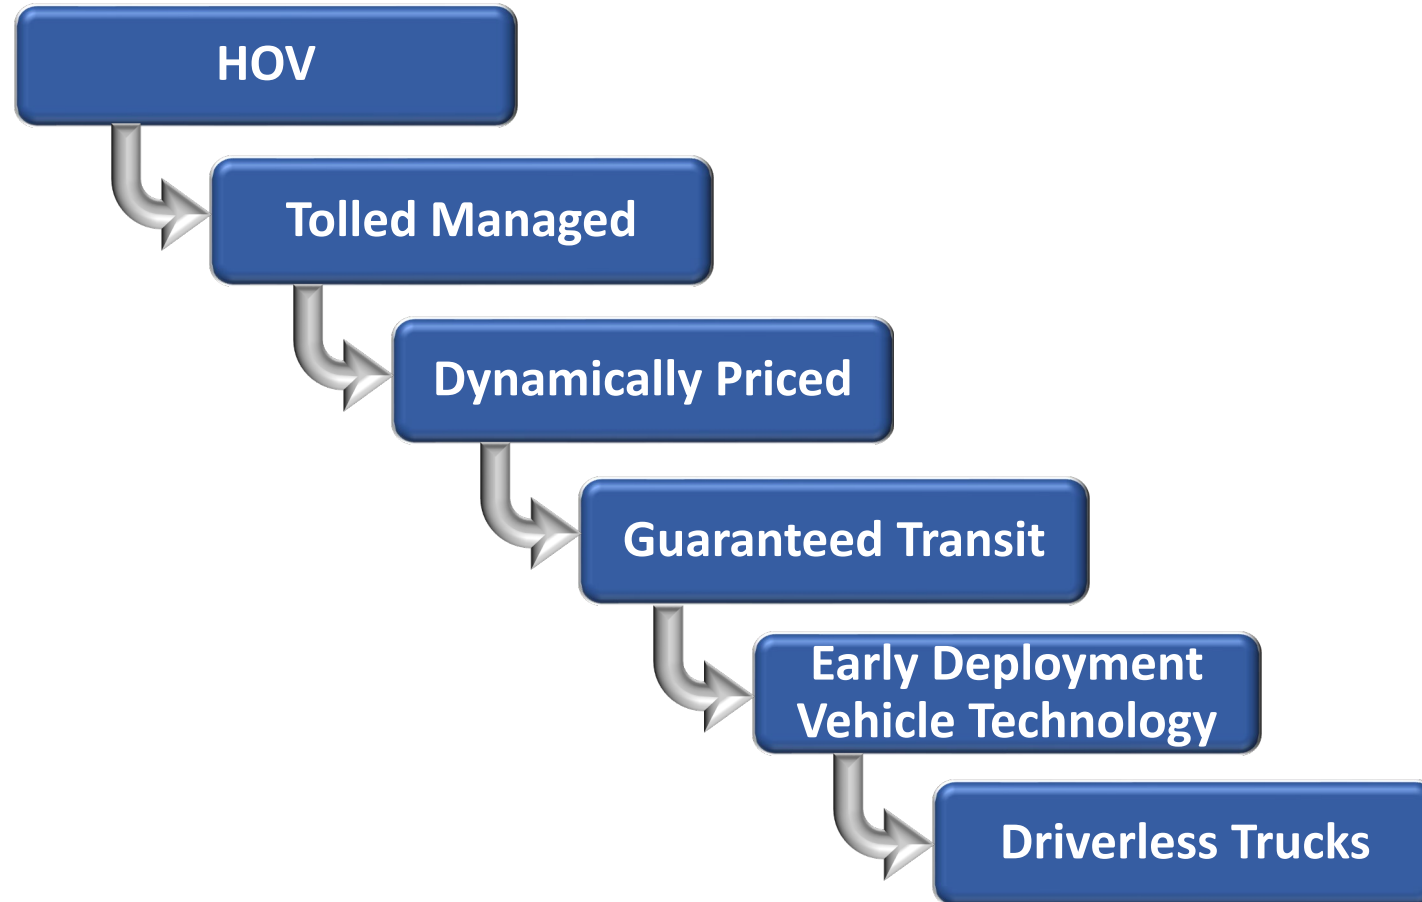 HOV
Tolled Managed
Dynamically Priced
Guaranteed Transit
Early Deployment
Vehicle Technology
Driverless Trucks